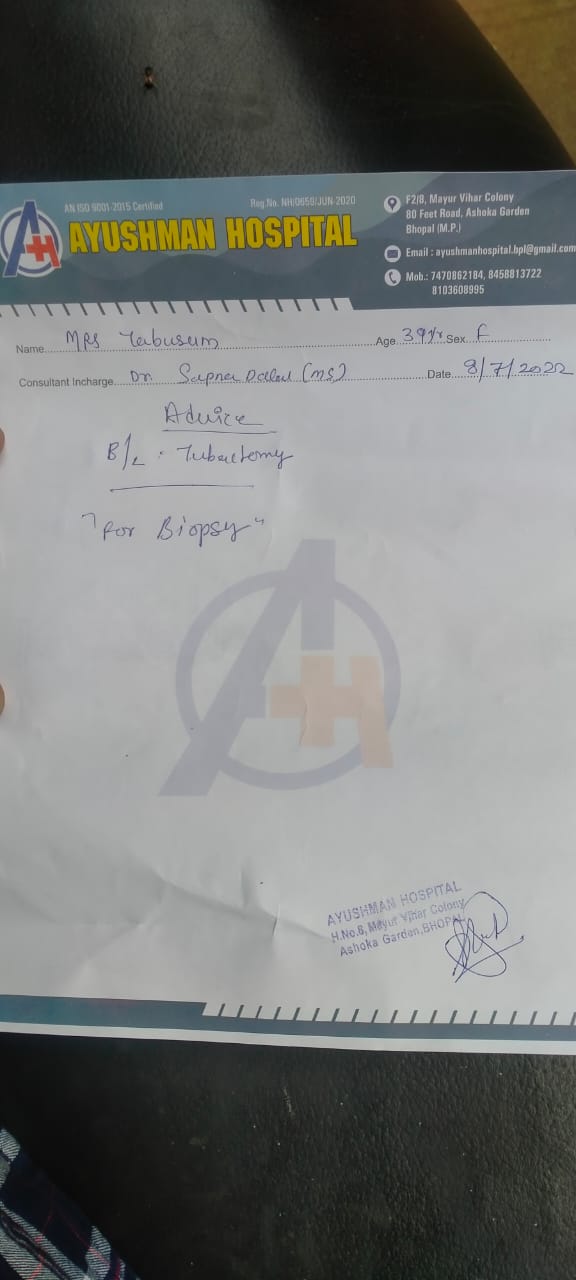 AN ISO 9001-2015 Certified Reg.No. NH/0659/JUN-2020
AYUSHMAN HOSPITAL
F2/8, Mayur Vihar Colony
80 Feet Road, Ashoka Garden
Bhopal (M.P.)
Email : ayushmanhospital.bpl@gmail.com
Mob.: 7470862184, 8458813722
8103608995
Name MRS Tabusum Age 39 yr Sex F
Consultant Incharge Dr. Sapna (MS) Date 8/7/2022
Advice
B/L Tubectomy
"For Biopsy"
AYUSHMAN HOSPITAL
H.No.8, Mayur Vihar Colony
Ashoka Garden, BHOPAL